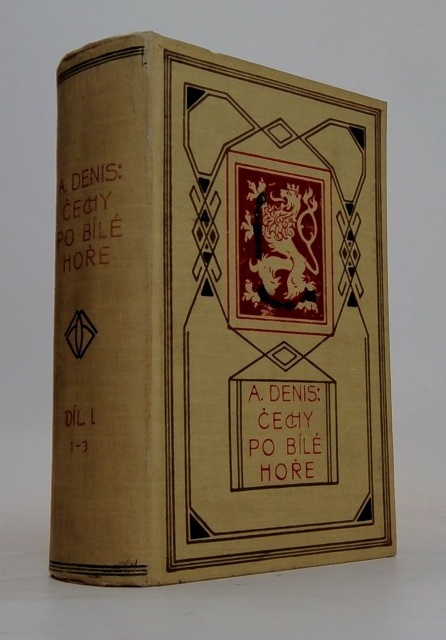 A. DENIS:
ČECHY
PO BÍLÉ
HOŘE
DÍL I.
1-3
A. DENIS:
ČECHY
PO BÍLÉ
HOŘE